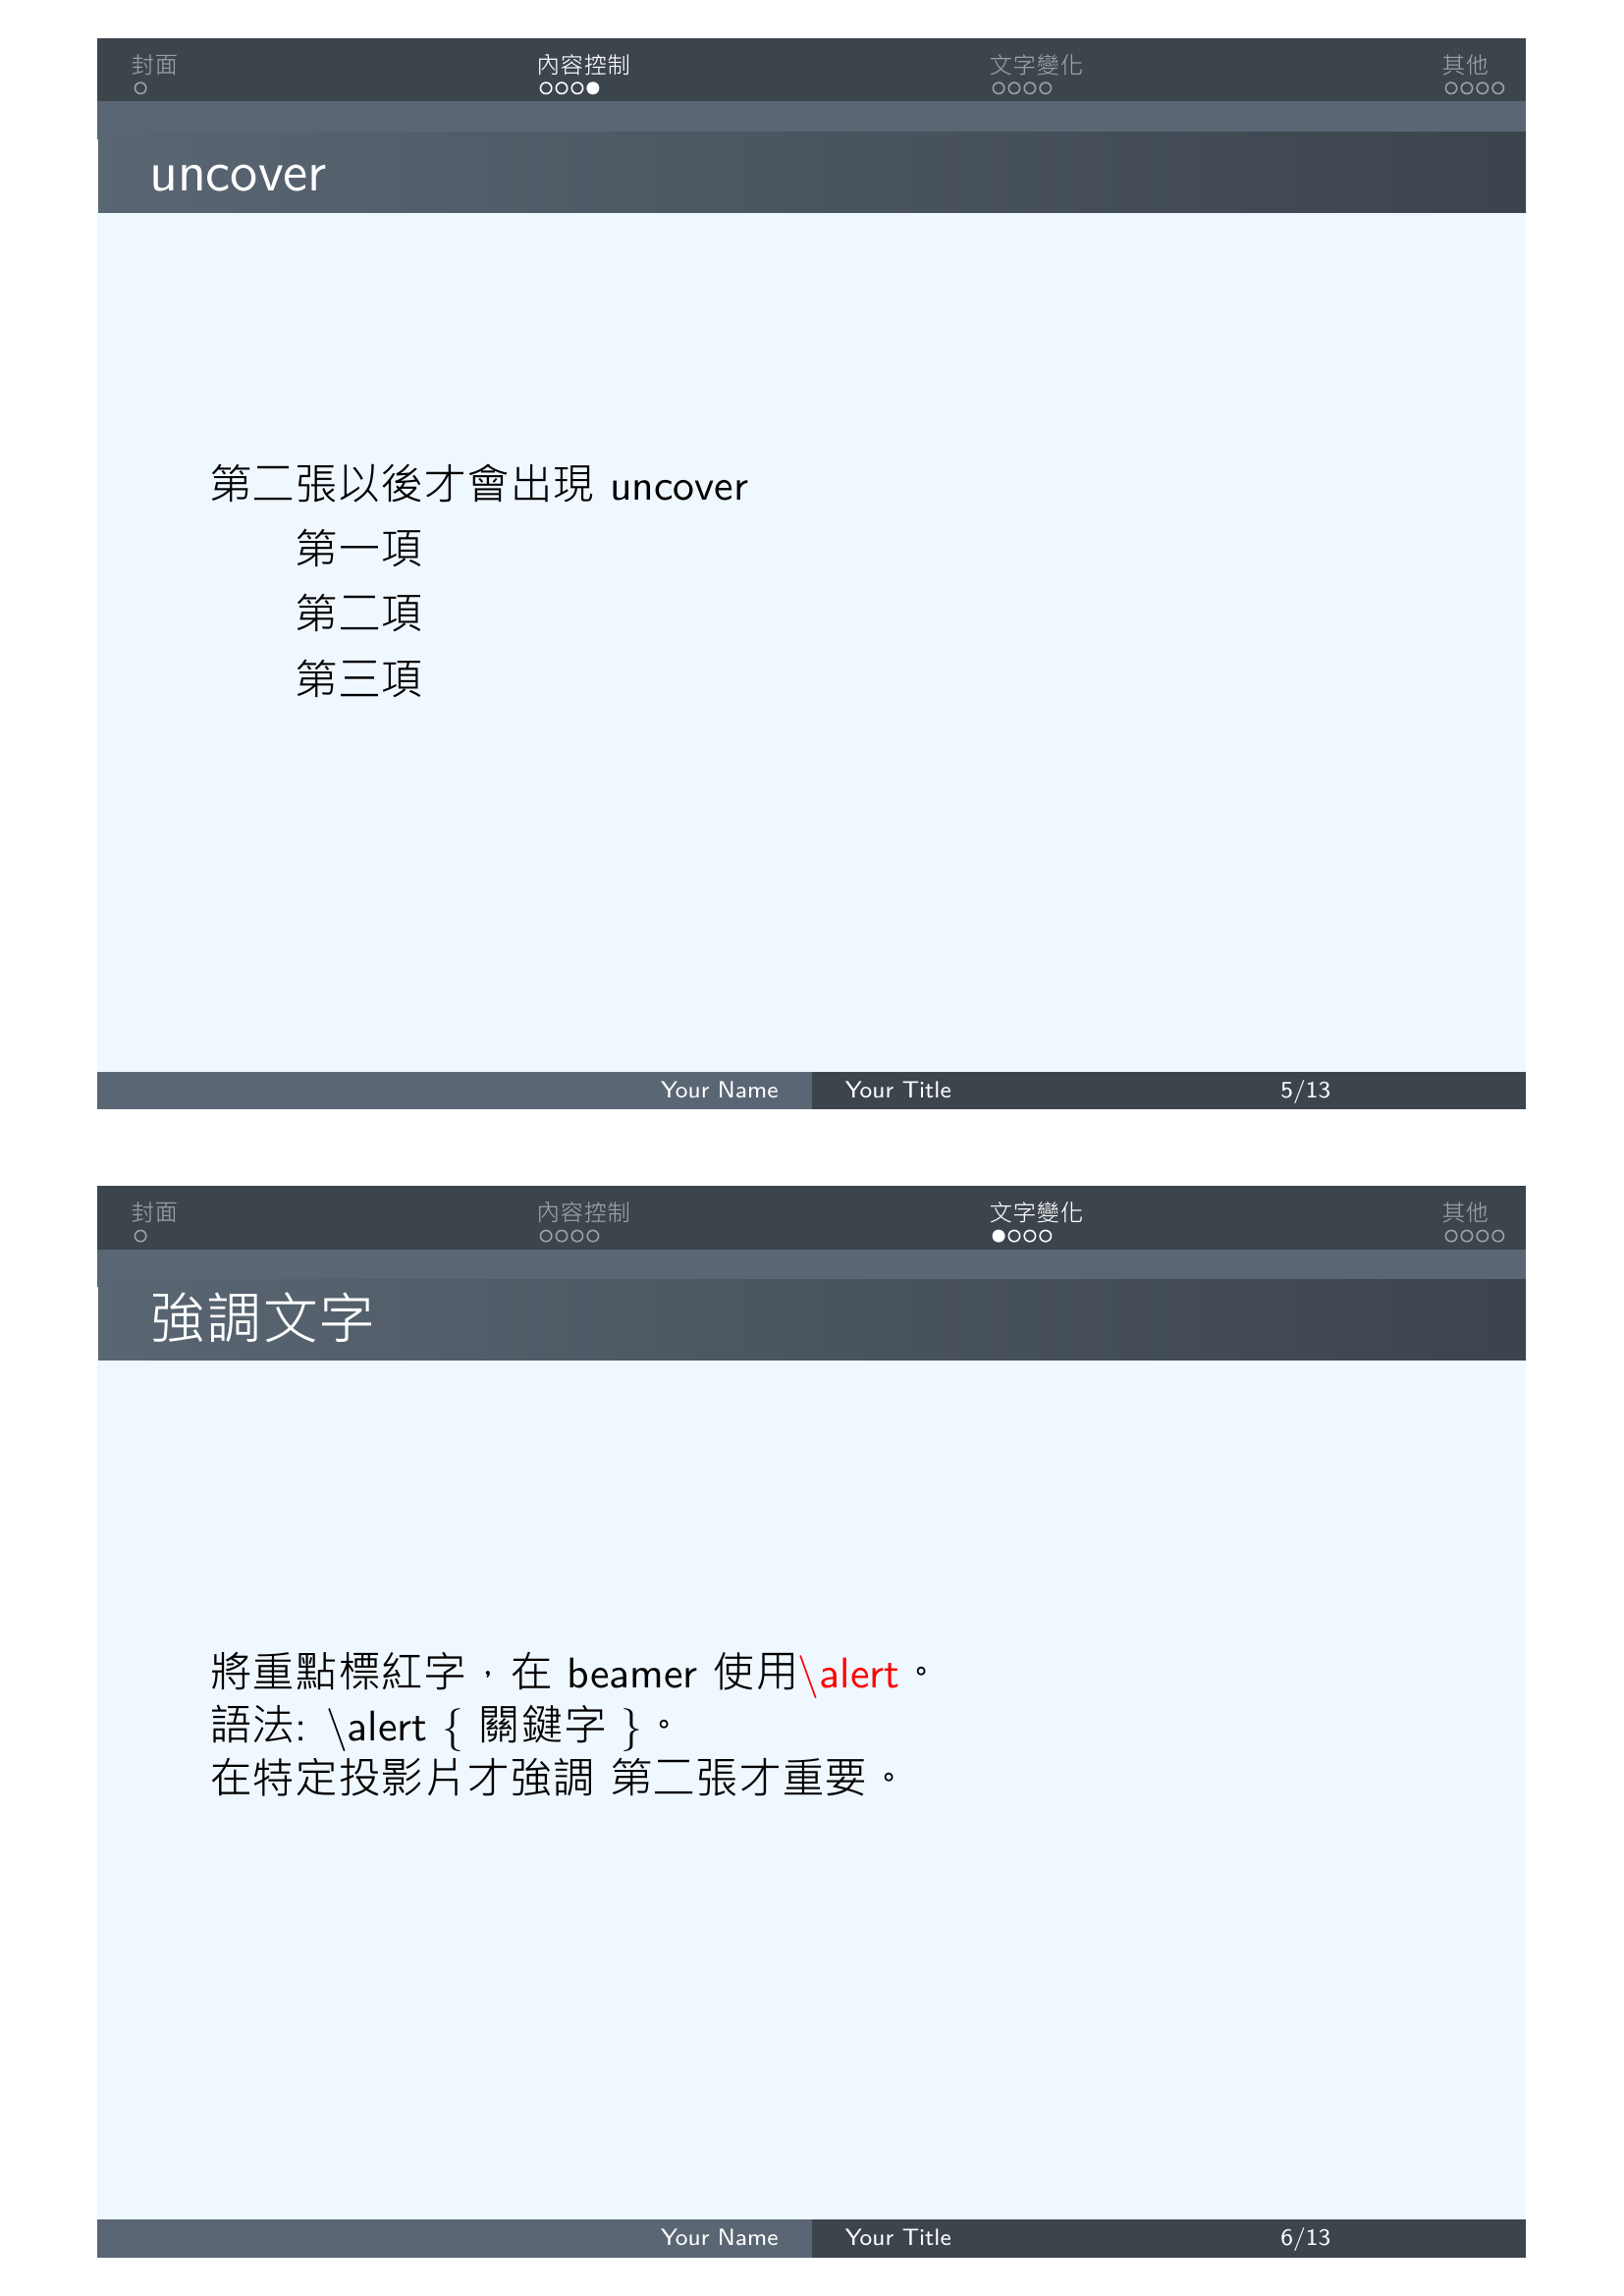 封面 內容控制 文字變化 其他
uncover
第二張以後才會出現 uncover
第一項
第二項
第三項
Your Name Your Title 5/13
封面 內容控制 文字變化 其他
強調文字
將重點標紅字，在 beamer 使用\alert。
語法: \alert { 關鍵字 }。
在特定投影片才強調 第二張才重要。
Your Name Your Title 6/13